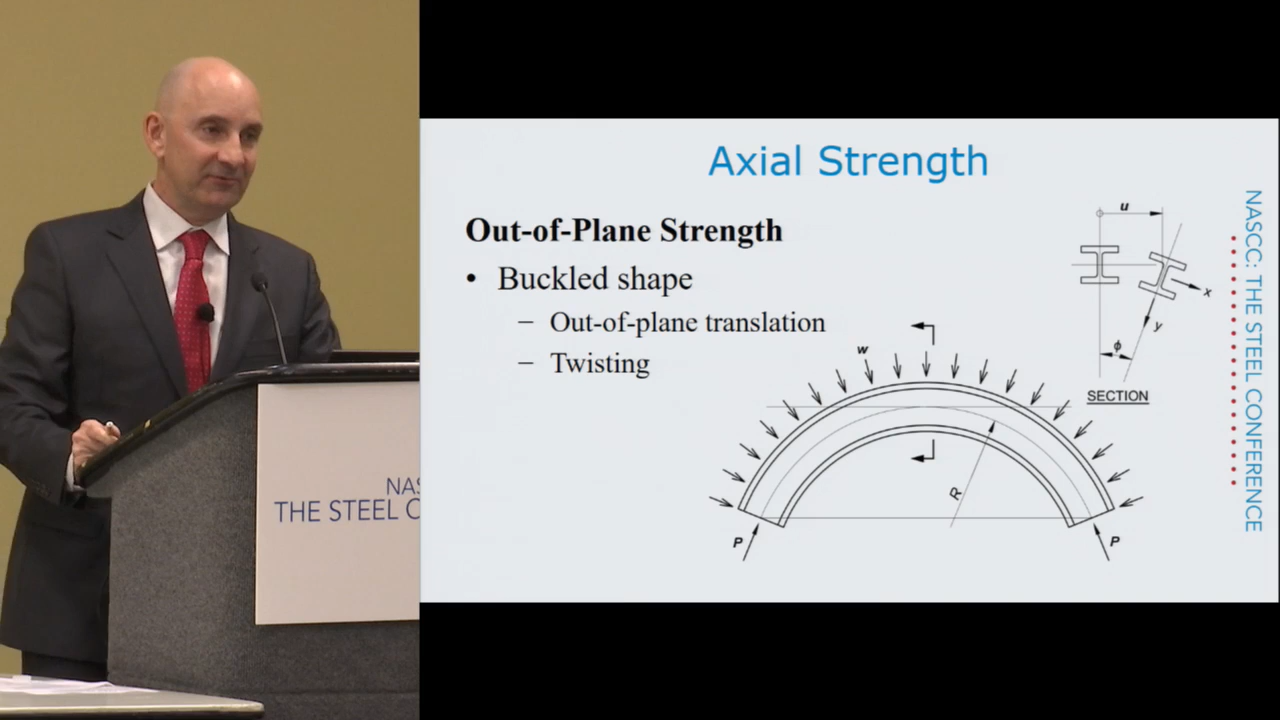 NAS
THE STEEL C
Axial Strength
Out-of-Plane Strength
• Buckled shape
– Out-of-plane translation
– Twisting
u
x
y
ϕ
SECTION
w
R
P
P
NASCC: THE STEEL CONFERENCE